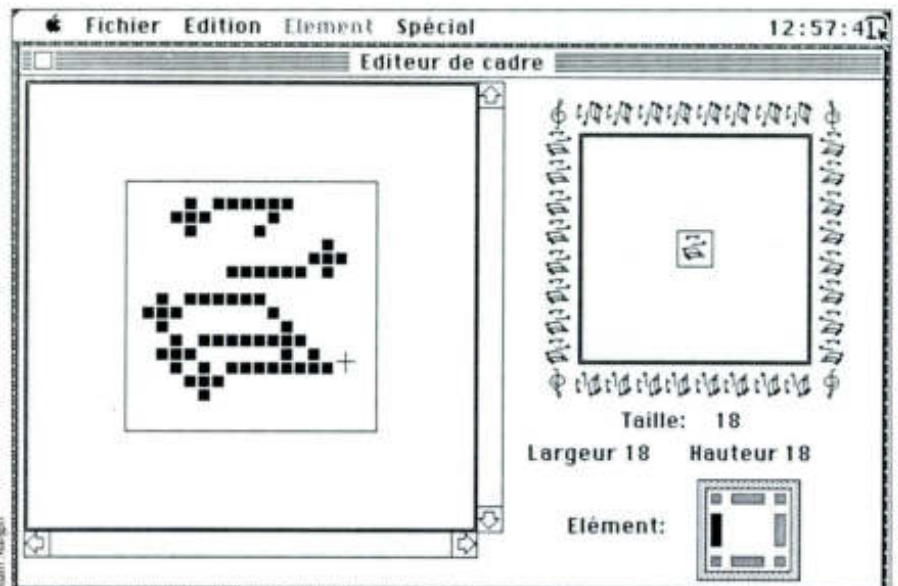 Fichier Edition Element Spécial 12:57:4
Editeur de cadre
Taille: 18
Largeur 18 Hauteur 18
Elément: